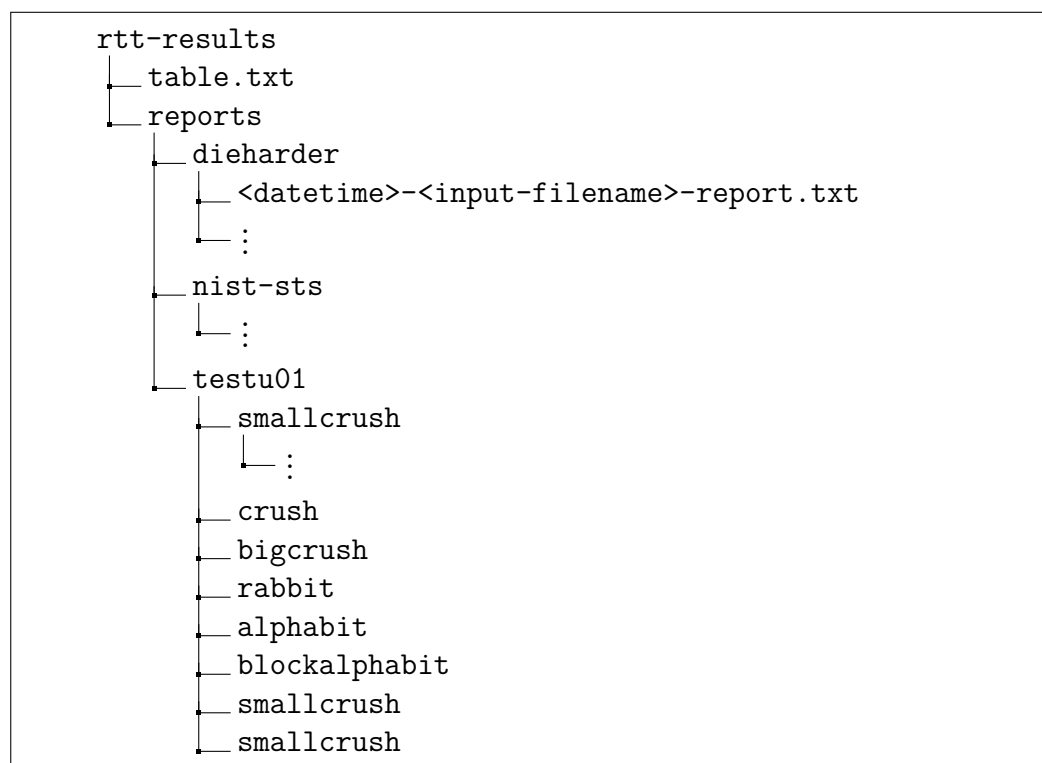 rtt-results
table.txt
reports
dieharder
<datetime>-<input-filename>-report.txt
⋮
nist-sts
⋮
testu01
smallcrush
⋮
crush
bigcrush
rabbit
alphabit
blockalphabit
smallcrush
smallcrush